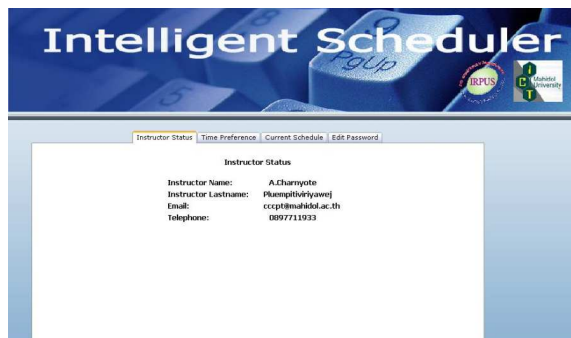 Intelligent Scheduler
PgUp
IRPUS
ICT
Mahidol
University
Instructor Status Time Preference Current Schedule Edit Password
Instructor Status
Instructor Name: A.Charnyote
Instructor Lastname: Pluempitiviriyawej
Email: cccpt@mahidol.ac.th
Telephone: 0897711933